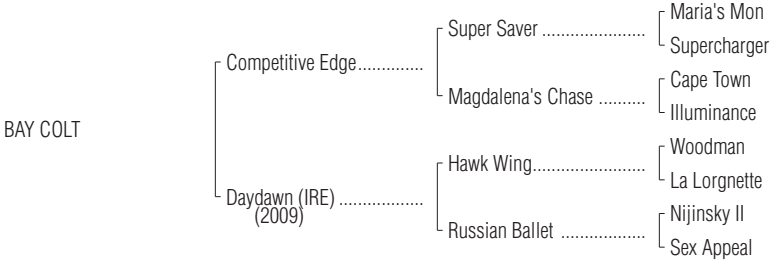 Maria's Mon
Super Saver ......................
Supercharger
Competitive Edge..............
Cape Town
Magdalena's Chase ..........
Illuminance
BAY COLT
Woodman
Hawk Wing........................
La Lorgnette
Daydawn (IRE) ..................
(2009)
Nijinsky II
Russian Ballet ..................
Sex Appeal